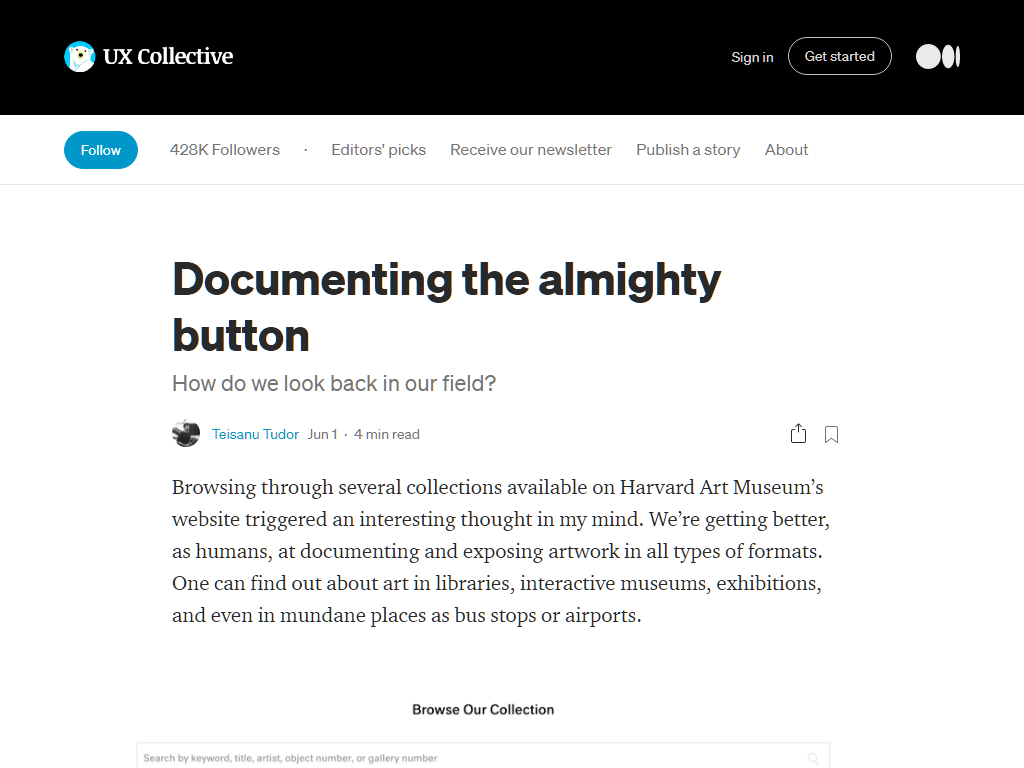 UX Collective
Sign in
Get started
Follow
428K Followers
·
Editors' picks
Receive our newsletter
Publish a story
About
Documenting the almighty
button
How do we look back in our field?
Teisanu Tudor Jun 1 · 4 min read
Browsing through several collections available on Harvard Art Museum’s
website triggered an interesting thought in my mind. We’re getting better,
as humans, at documenting and exposing artwork in all types of formats.
One can find out about art in libraries, interactive museums, exhibitions,
and even in mundane places as bus stops or airports.
Browse Our Collection
Search by keyword, title, artist, object number, or gallery number